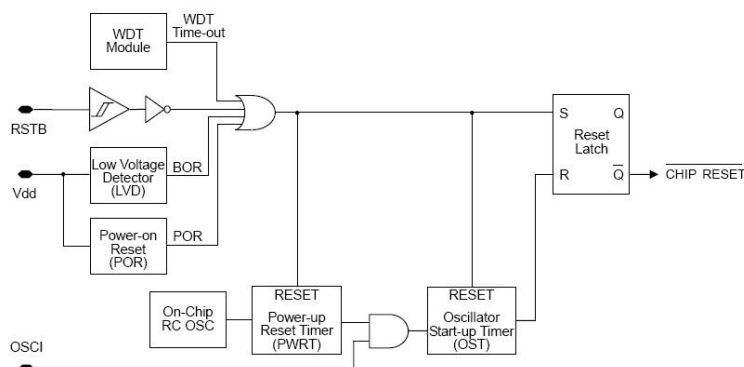 WDT
Module
WDT
Time-out
RSTB
Vdd
Low Voltage
Detector
(LVD)
BOR
Power-on
Reset
(POR)
POR
S
Q
Reset
Latch
R
Q
CHIP RESET
On-Chip
RC OSC
RESET
Power-up
Reset Timer
(PWRT)
RESET
Oscillator
Start-up Timer
(OST)
OSCI